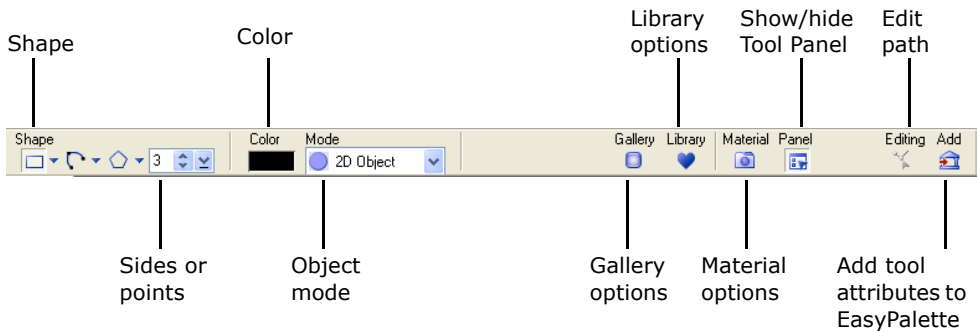 Library
options
Show/hide
Tool Panel
Edit
path
Shape
Color
Shape
Color
Mode
Gallery
Library
Material
Panel
Editing
Add
3
2D Object
Sides or
points
Object
mode
Gallery
options
Material
options
Add tool
attributes to
EasyPalette